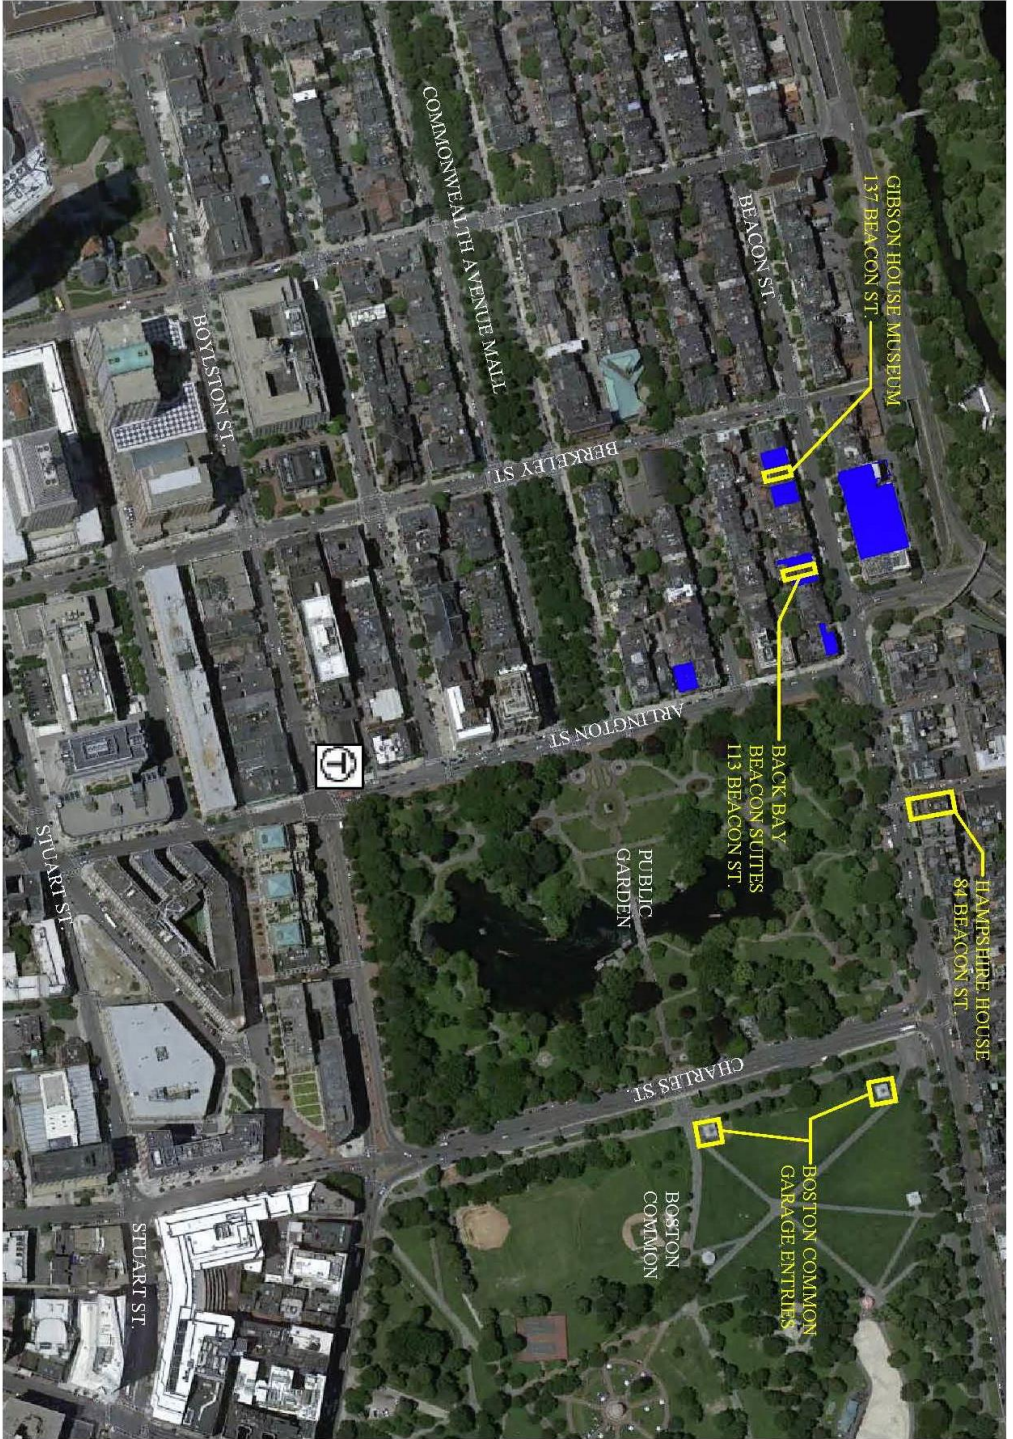 COMMONWEALTH AVENUE MALL
BEACON ST.
GIBSON HOUSE MUSEUM
137 BEACON ST.
BOYLSTON ST.
BERKELEY ST.
ARLINGTON ST.
BACK BAY
BEACON SUITES
113 BEACON ST.
HAMPSHIRE HOUSE
84 BEACON ST.
T
PUBLIC
GARDEN
STUART ST.
CHARLES ST.
BOSTON COMMON
GARAGE ENTRIES
BOSTON
COMMON
STUART ST.